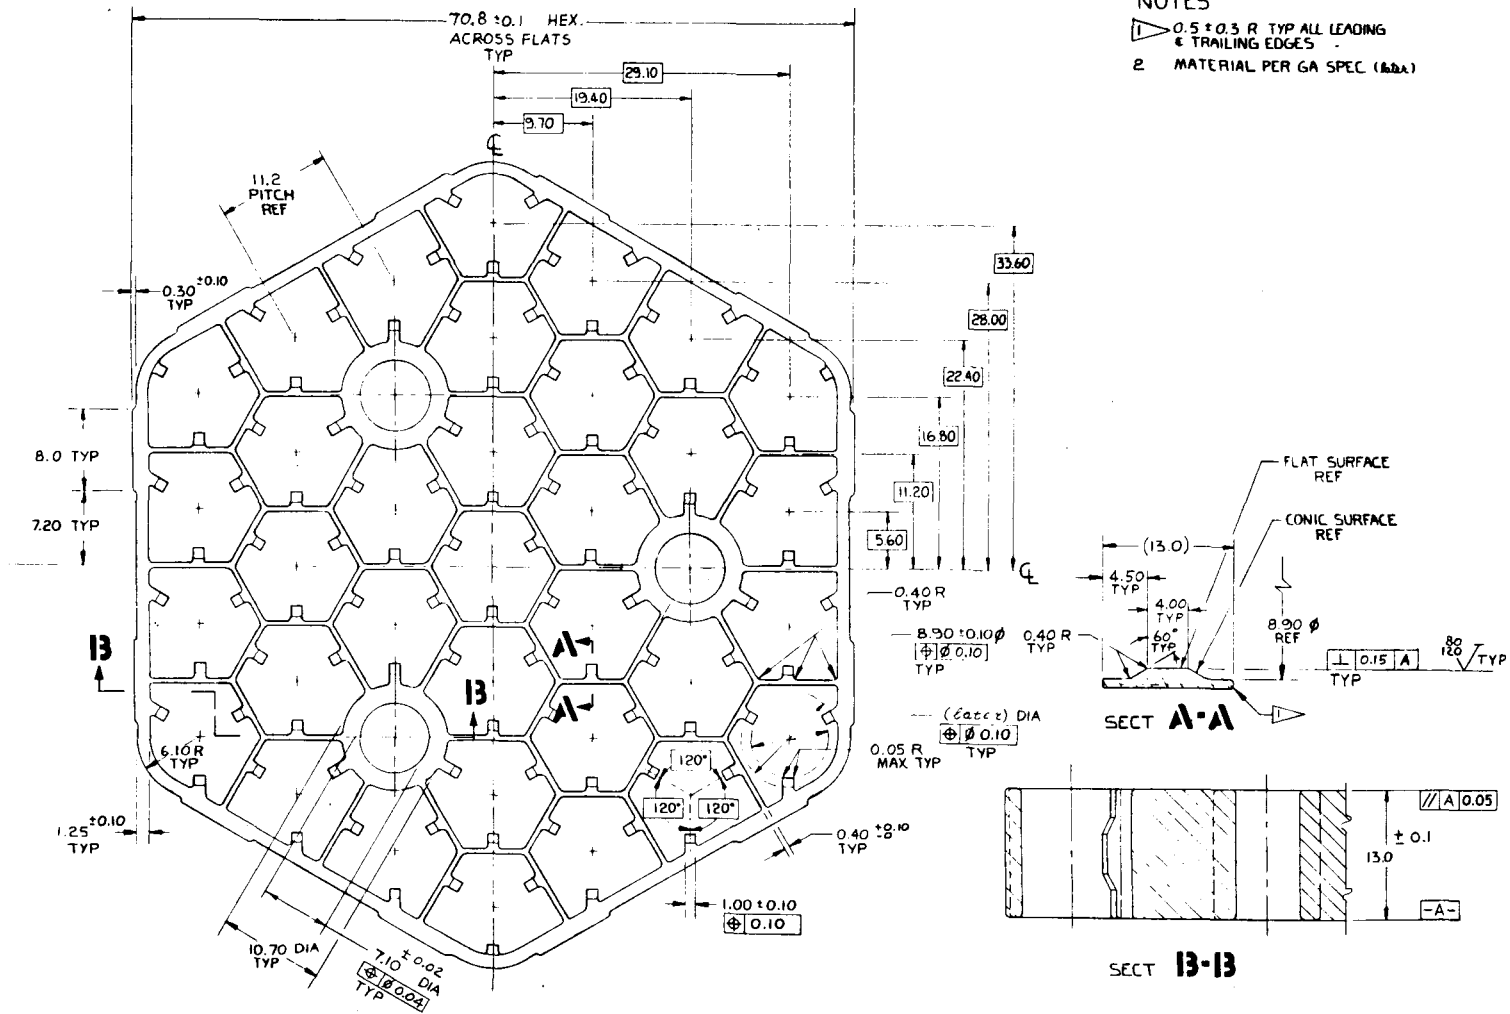 70.8 ±0.1 HEX.
ACROSS FLATS
TYP
29.10
19.40
9.70
℄
11.2
PITCH
REF
0.30 ±0.10
TYP
33.60
28.00
22.40
16.80
11.20
5.60
℄
8.0 TYP
7.20 TYP
B
B
A
A
6.10 R
TYP
1.25 ±0.10
TYP
10.70 DIA
TYP
7.10 ±0.02 DIA
⌖ Ø 0.04
TYP
120°
120°
120°
1.00 ±0.10
⌖ 0.10
0.40 +0.10 -0
TYP
0.40 R
TYP
8.90 ±0.10 Ø
⌖ Ø 0.10
TYP
(later) DIA
⌖ Ø 0.10
TYP
0.05 R
MAX TYP
NOTES
1 0.5 ±0.3 R TYP ALL LEADING
& TRAILING EDGES
2 MATERIAL PER GA SPEC (later)
FLAT SURFACE
REF
CONIC SURFACE
REF
(13.0)
4.50
TYP
4.00
TYP
60°
TYP
0.40 R
TYP
8.90 Ø
REF
⊥ 0.15 A
TYP
80
120
TYP
1
SECT A-A
// A 0.05
13.0 ±0.1
-A-
SECT B-B